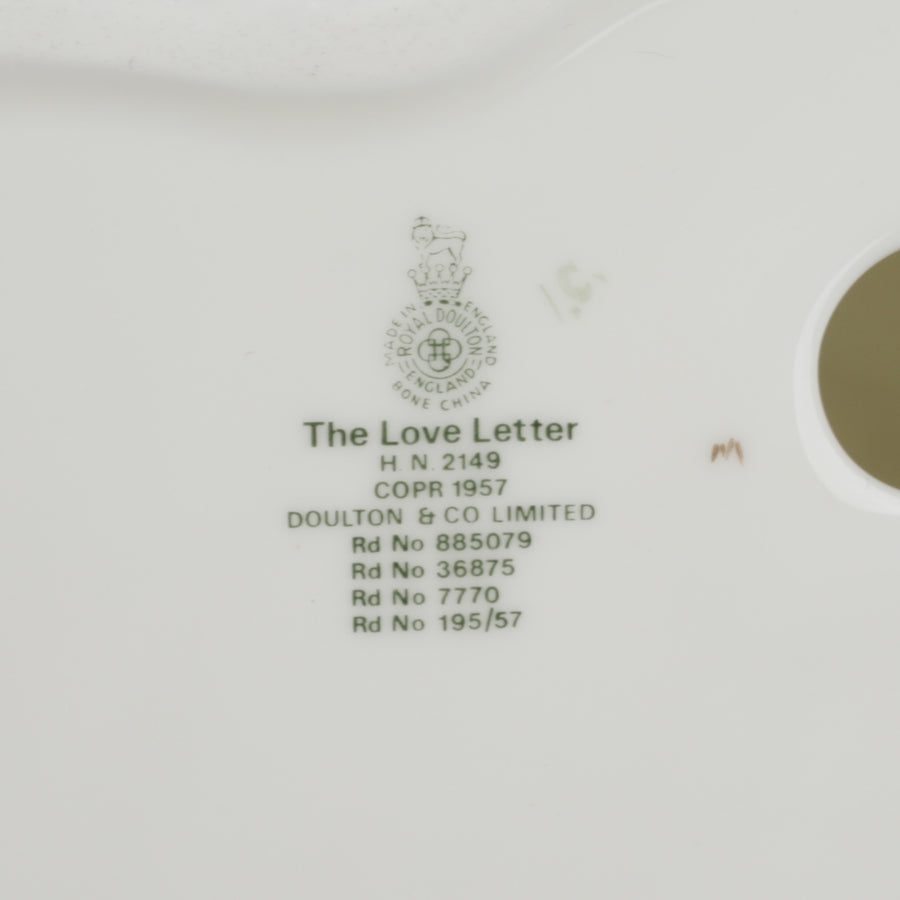 MADE IN ENGLAND
ROYAL DOULTON
ENGLAND
BONE CHINA
The Love Letter
H. N. 2149
COPR 1957
DOULTON & CO LIMITED
Rd No 885079
Rd No 36875
Rd No 7770
Rd No 195/57